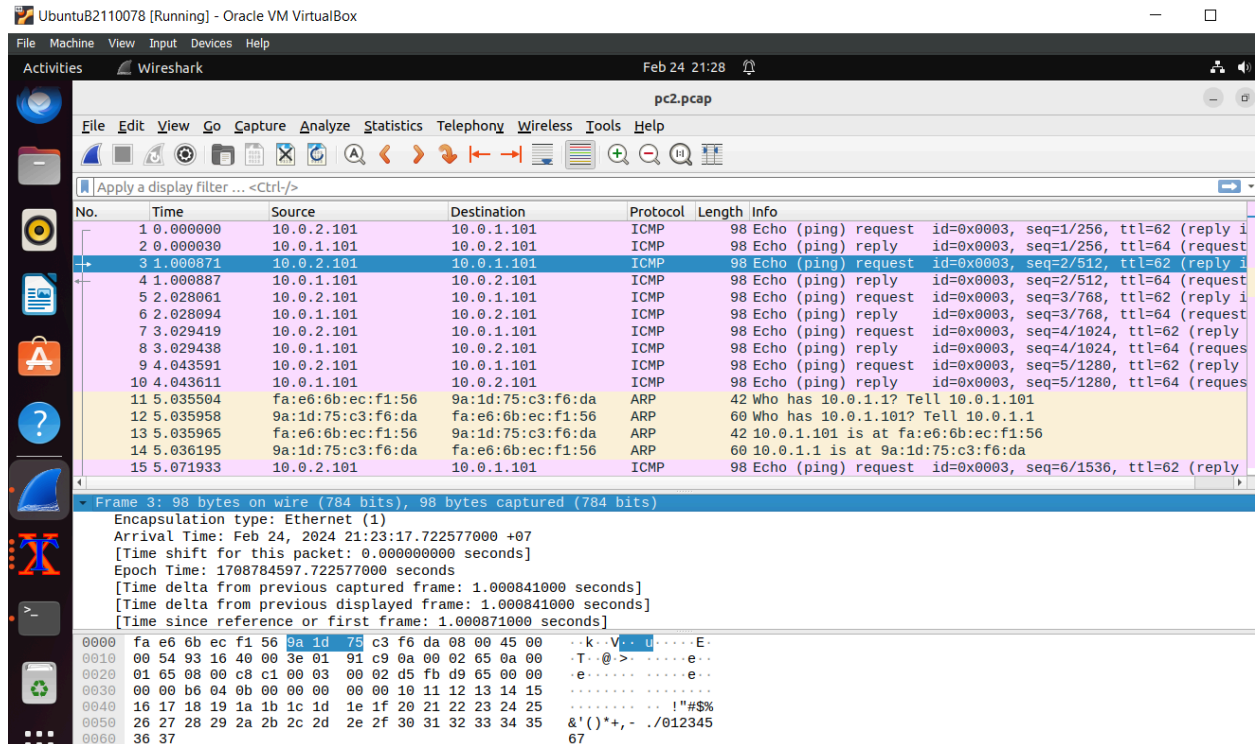 UbuntuB2110078 [Running] - Oracle VM VirtualBox
File Machine View Input Devices Help
Activities Wireshark Feb 24 21:28
pc2.pcap
File Edit View Go Capture Analyze Statistics Telephony Wireless Tools Help
Apply a display filter … <Ctrl-/>
No. Time Source Destination Protocol Length Info
1 0.000000 10.0.2.101 10.0.1.101 ICMP 98 Echo (ping) request id=0x0003, seq=1/256, ttl=62 (reply i
2 0.000030 10.0.1.101 10.0.2.101 ICMP 98 Echo (ping) reply id=0x0003, seq=1/256, ttl=64 (request
3 1.000871 10.0.2.101 10.0.1.101 ICMP 98 Echo (ping) request id=0x0003, seq=2/512, ttl=62 (reply i
4 1.000887 10.0.1.101 10.0.2.101 ICMP 98 Echo (ping) reply id=0x0003, seq=2/512, ttl=64 (request
5 2.028061 10.0.2.101 10.0.1.101 ICMP 98 Echo (ping) request id=0x0003, seq=3/768, ttl=62 (reply i
6 2.028094 10.0.1.101 10.0.2.101 ICMP 98 Echo (ping) reply id=0x0003, seq=3/768, ttl=64 (request
7 3.029419 10.0.2.101 10.0.1.101 ICMP 98 Echo (ping) request id=0x0003, seq=4/1024, ttl=62 (reply
8 3.029438 10.0.1.101 10.0.2.101 ICMP 98 Echo (ping) reply id=0x0003, seq=4/1024, ttl=64 (reques
9 4.043591 10.0.2.101 10.0.1.101 ICMP 98 Echo (ping) request id=0x0003, seq=5/1280, ttl=62 (reply
10 4.043611 10.0.1.101 10.0.2.101 ICMP 98 Echo (ping) reply id=0x0003, seq=5/1280, ttl=64 (reques
11 5.035504 fa:e6:6b:ec:f1:56 9a:1d:75:c3:f6:da ARP 42 Who has 10.0.1.1? Tell 10.0.1.101
12 5.035958 9a:1d:75:c3:f6:da fa:e6:6b:ec:f1:56 ARP 60 Who has 10.0.1.101? Tell 10.0.1.1
13 5.035965 fa:e6:6b:ec:f1:56 9a:1d:75:c3:f6:da ARP 42 10.0.1.101 is at fa:e6:6b:ec:f1:56
14 5.036195 9a:1d:75:c3:f6:da fa:e6:6b:ec:f1:56 ARP 60 10.0.1.1 is at 9a:1d:75:c3:f6:da
15 5.071933 10.0.2.101 10.0.1.101 ICMP 98 Echo (ping) request id=0x0003, seq=6/1536, ttl=62 (reply
Frame 3: 98 bytes on wire (784 bits), 98 bytes captured (784 bits)
Encapsulation type: Ethernet (1)
Arrival Time: Feb 24, 2024 21:23:17.722577000 +07
[Time shift for this packet: 0.000000000 seconds]
Epoch Time: 1708784597.722577000 seconds
[Time delta from previous captured frame: 1.000841000 seconds]
[Time delta from previous displayed frame: 1.000841000 seconds]
[Time since reference or first frame: 1.000871000 seconds]
0000 fa e6 6b ec f1 56 9a 1d 75 c3 f6 da 08 00 45 00 ··k··V·· u·····E·
0010 00 54 93 16 40 00 3e 01 91 c9 0a 00 02 65 0a 00 ·T··@·>· ·····e··
0020 01 65 08 00 c8 c1 00 03 00 02 d5 fb d9 65 00 00 ·e······ ·····e··
0030 00 00 b6 04 0b 00 00 00 00 00 10 11 12 13 14 15 ········ ········
0040 16 17 18 19 1a 1b 1c 1d 1e 1f 20 21 22 23 24 25 ········ ·· !"#$%
0050 26 27 28 29 2a 2b 2c 2d 2e 2f 30 31 32 33 34 35 &'()*+,- ./012345
0060 36 37 67